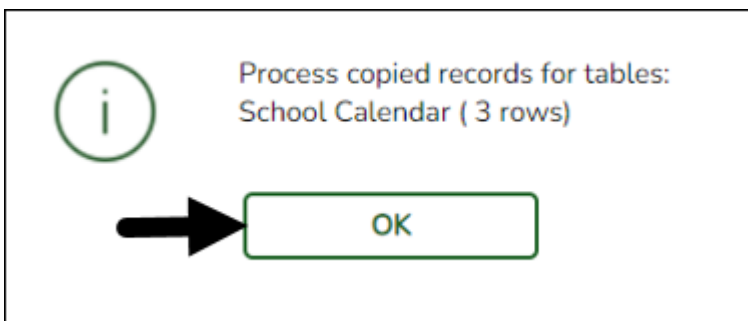 Process copied records for tables:
School Calendar ( 3 rows)
OK